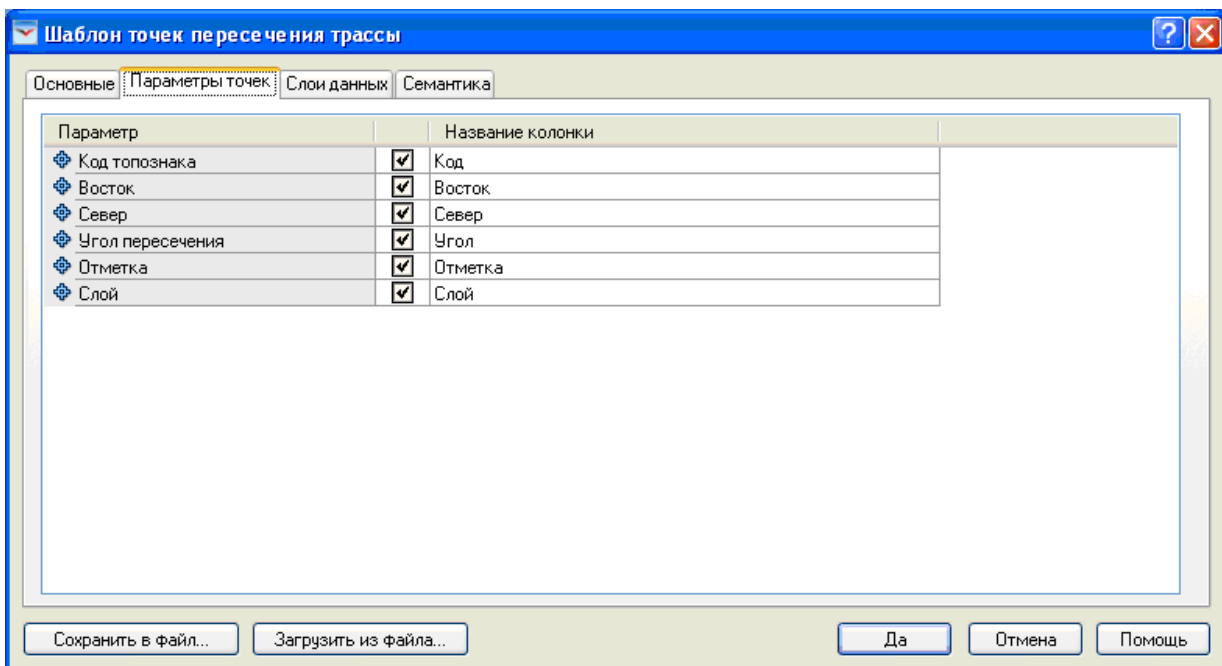 Шаблон точек пересечения трассы
Основные Параметры точек Слои данных Семантика
Параметр Название колонки
Код топознака Код
Восток Восток
Север Север
Угол пересечения Угол
Отметка Отметка
Слой Слой
Сохранить в файл... Загрузить из файла... Да Отмена Помощь